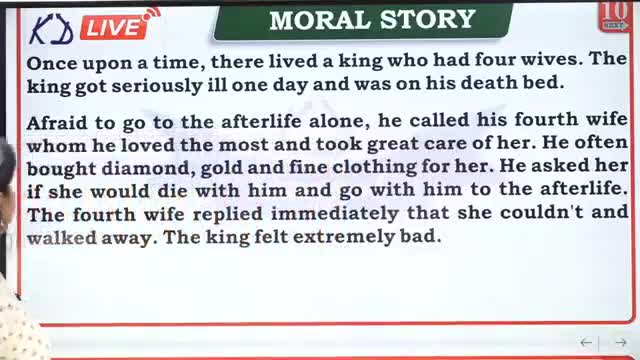 KD LIVE
MORAL STORY
10
Once upon a time, there lived a king who had four wives. The
king got seriously ill one day and was on his death bed.
Afraid to go to the afterlife alone, he called his fourth wife
whom he loved the most and took great care of her. He often
bought diamond, gold and fine clothing for her. He asked her
if she would die with him and go with him to the afterlife.
The fourth wife replied immediately that she couldn't and
walked away. The king felt extremely bad.